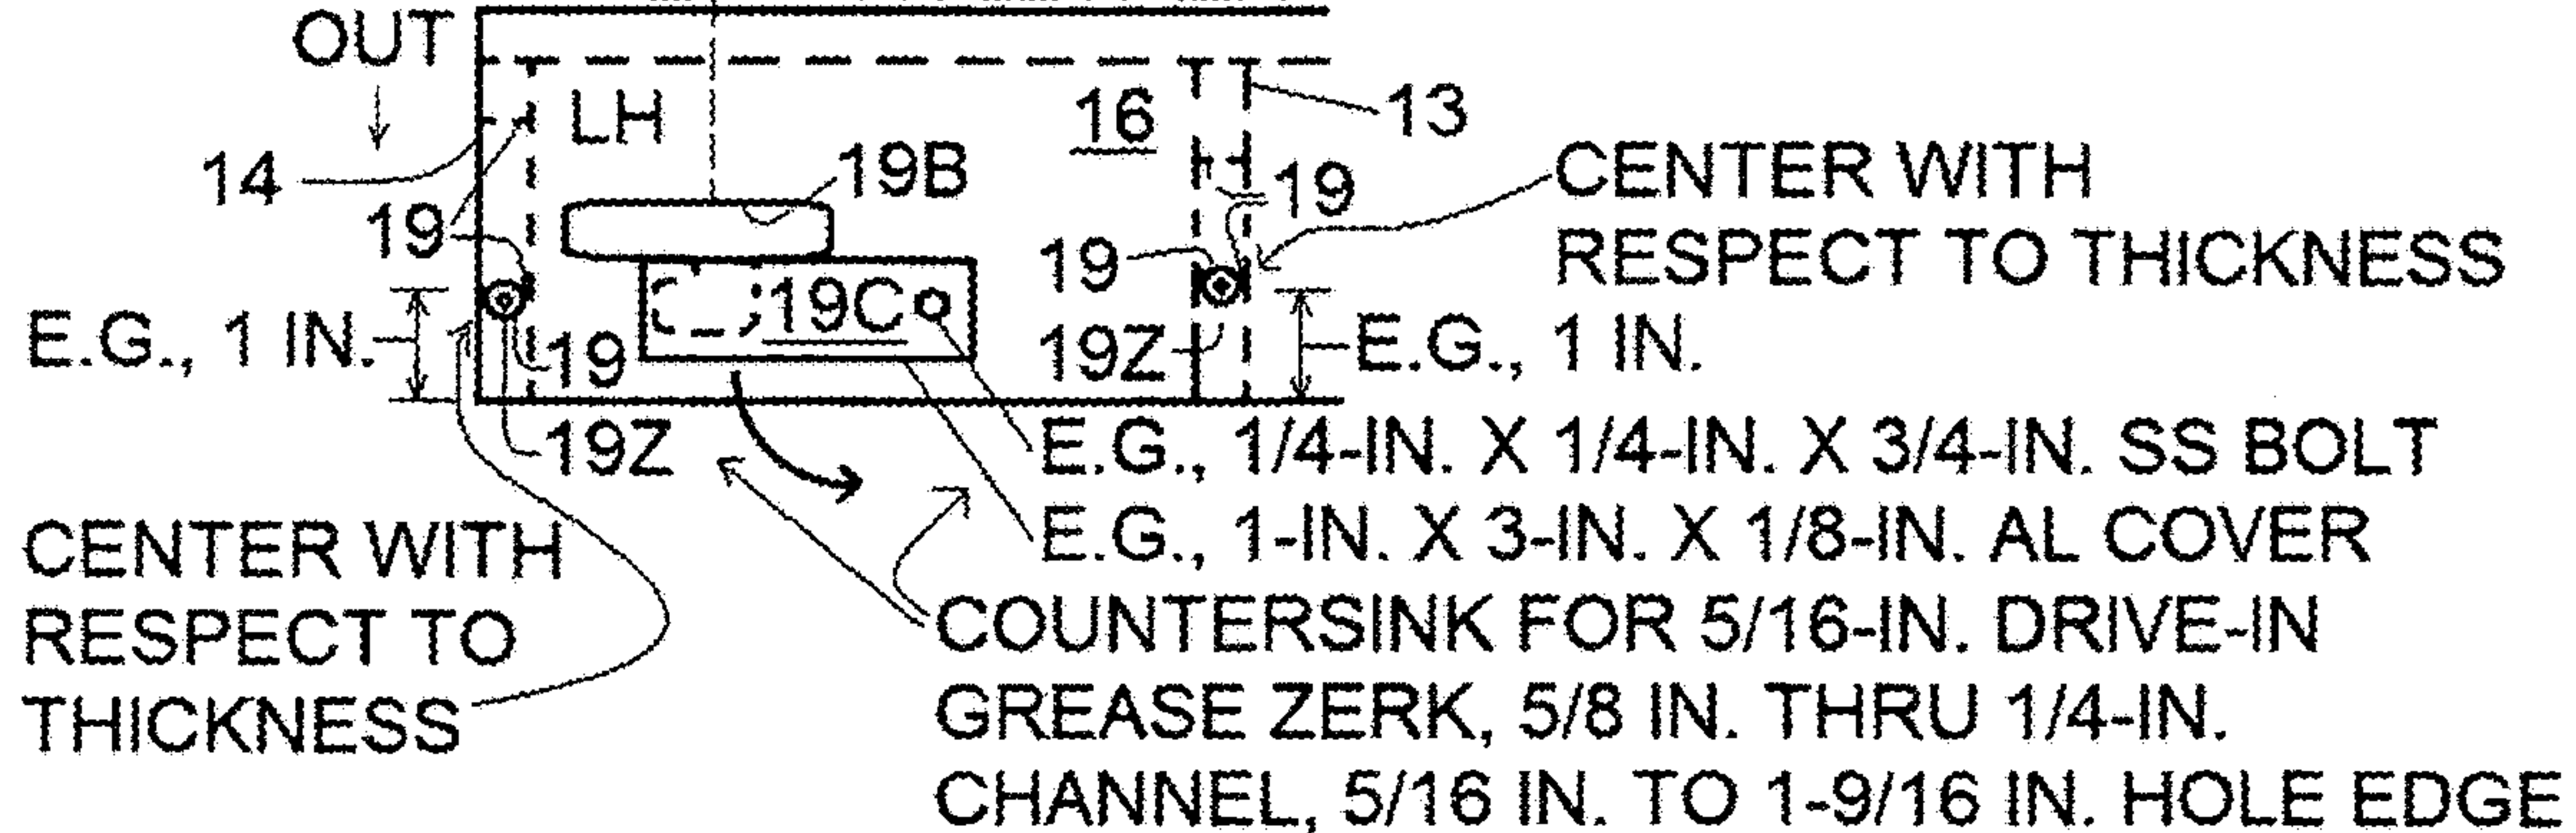 OUT
LH
16
13
14
19B
19
CENTER WITH
RESPECT TO THICKNESS
19
19
19C
E.G., 1 IN.
19
19Z
E.G., 1 IN.
19Z
E.G., 1/4-IN. X 1/4-IN. X 3/4-IN. SS BOLT
E.G., 1-IN. X 3-IN. X 1/8-IN. AL COVER
CENTER WITH
RESPECT TO
THICKNESS
COUNTERSINK FOR 5/16-IN. DRIVE-IN
GREASE ZERK, 5/8 IN. THRU 1/4-IN.
CHANNEL, 5/16 IN. TO 1-9/16 IN. HOLE EDGE